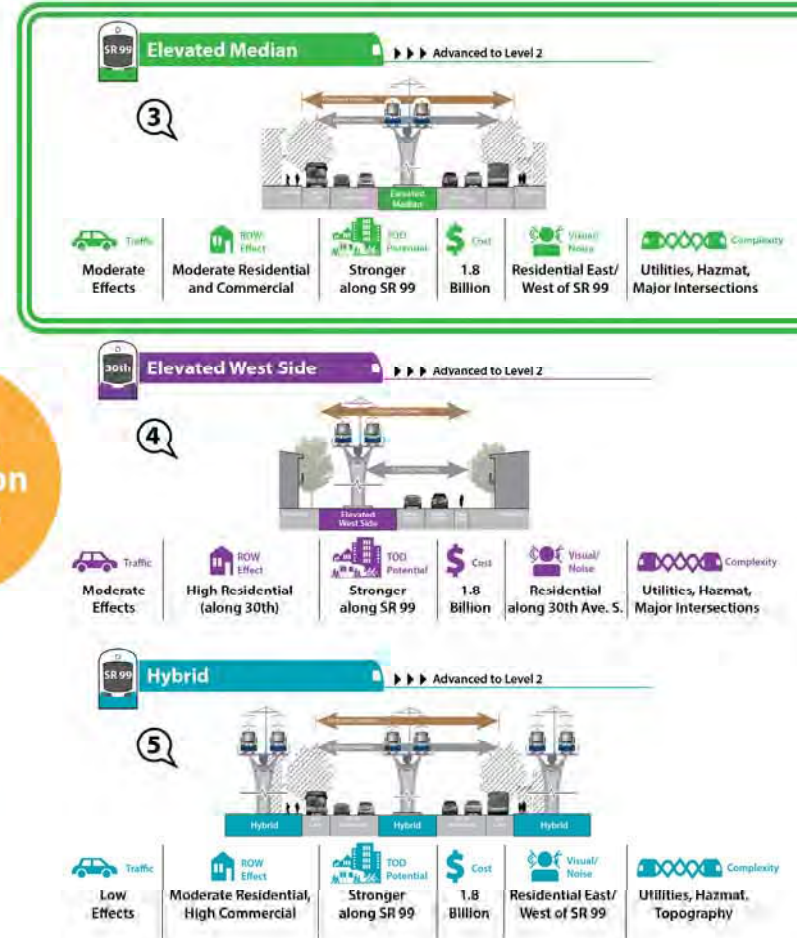 SR 99
Elevated Median
Advanced to Level 2
3
Elevated
Median
Traffic
ROW
Effect
TOD
Potential
Cost
Visual/
Noise
Complexity
Moderate
Effects
Moderate Residential
and Commercial
Stronger
along SR 99
1.8
Billion
Residential East/
West of SR 99
Utilities, Hazmat,
Major Intersections
30th
Elevated West Side
Advanced to Level 2
4
on
Elevated
West Side
Traffic
ROW
Effect
TOD
Potential
Cost
Visual/
Noise
Complexity
Moderate
Effects
High Residential
(along 30th)
Stronger
along SR 99
1.8
Billion
Residential
along 30th Ave. S.
Utilities, Hazmat,
Major Intersections
SR 99
Hybrid
Advanced to Level 2
5
Hybrid
Hybrid
Hybrid
Traffic
ROW
Effect
TOD
Potential
Cost
Visual/
Noise
Complexity
Low
Effects
Moderate Residential,
High Commercial
Stronger
along SR 99
1.8
Billion
Residential East/
West of SR 99
Utilities, Hazmat,
Topography